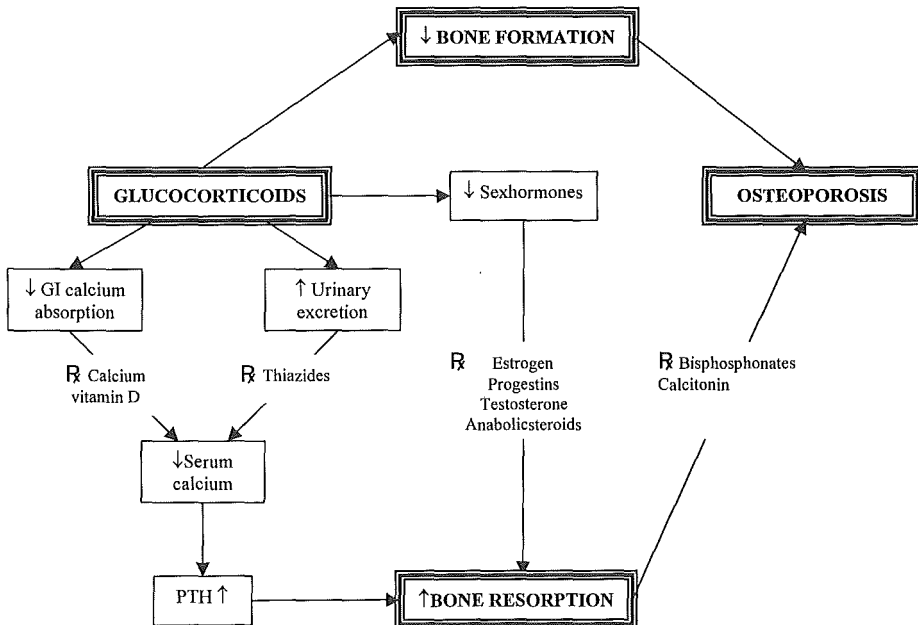 ↓ BONE FORMATION
GLUCOCORTICOIDS
↓ Sexhormones
OSTEOPOROSIS
↓ GI calcium
absorption
↑ Urinary
excretion
℞ Calcium
vitamin D
℞ Thiazides
℞ Estrogen
Progestins
Testosterone
Anabolicsteroids
℞ Bisphosphonates
Calcitonin
↓Serum
calcium
PTH ↑
↑BONE RESORPTION